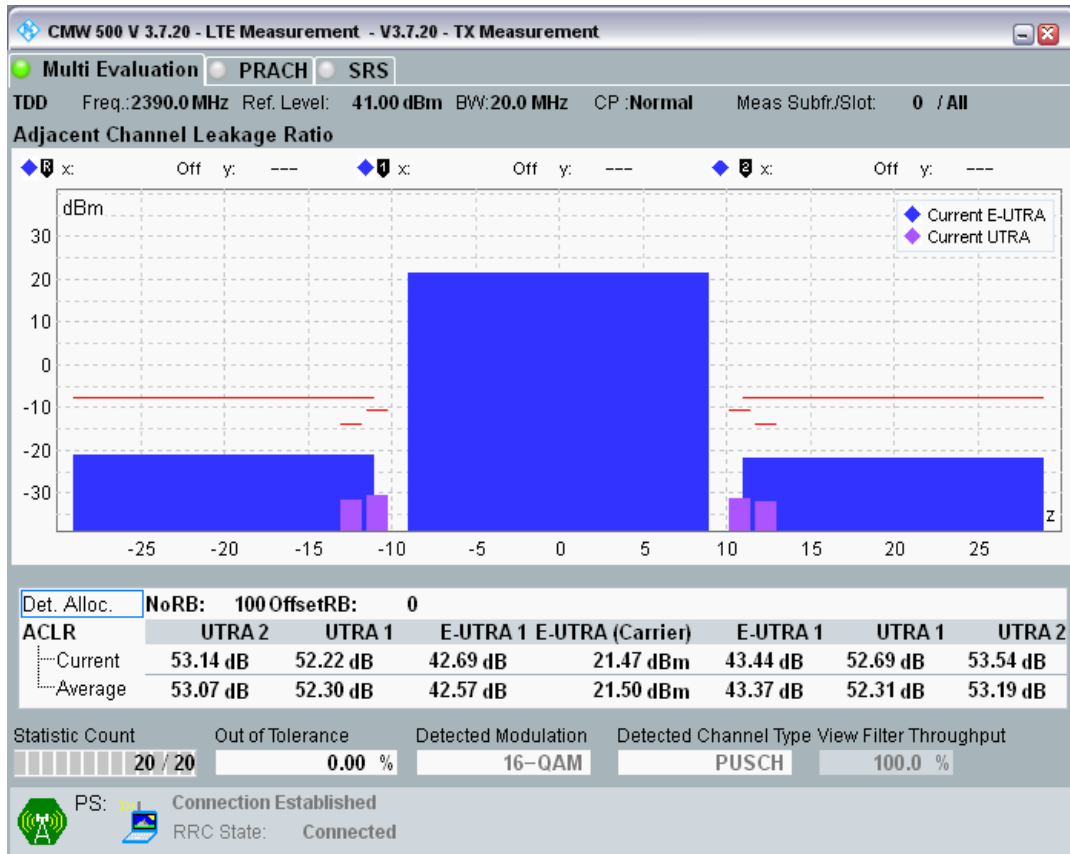 CMW 500 V 3.7.20 - LTE Measurement - V3.7.20 - TX Measurement
Multi Evaluation PRACH SRS
TDD Freq.:2390.0 MHz Ref. Level: 41.00 dBm BW:20.0 MHz CP :Normal Meas Subfr./Slot: 0 / All
Adjacent Channel Leakage Ratio
R x: Off y: --- 1 x: Off y: --- 2 x: Off y: ---
dBm
Current E-UTRA
Current UTRA
30
20
10
0
-10
-20
-30
z
-25 -20 -15 -10 -5 0 5 10 15 20 25
Det. Alloc. NoRB: 100 OffsetRB: 0
ACLR UTRA 2 UTRA 1 E-UTRA 1 E-UTRA (Carrier) E-UTRA 1 UTRA 1 UTRA 2
Current 53.14 dB 52.22 dB 42.69 dB 21.47 dBm 43.44 dB 52.69 dB 53.54 dB
Average 53.07 dB 52.30 dB 42.57 dB 21.50 dBm 43.37 dB 52.31 dB 53.19 dB
Statistic Count Out of Tolerance Detected Modulation Detected Channel Type View Filter Throughput
20 / 20 0.00 % 16-QAM PUSCH 100.0 %
PS: Connection Established
RRC State: Connected